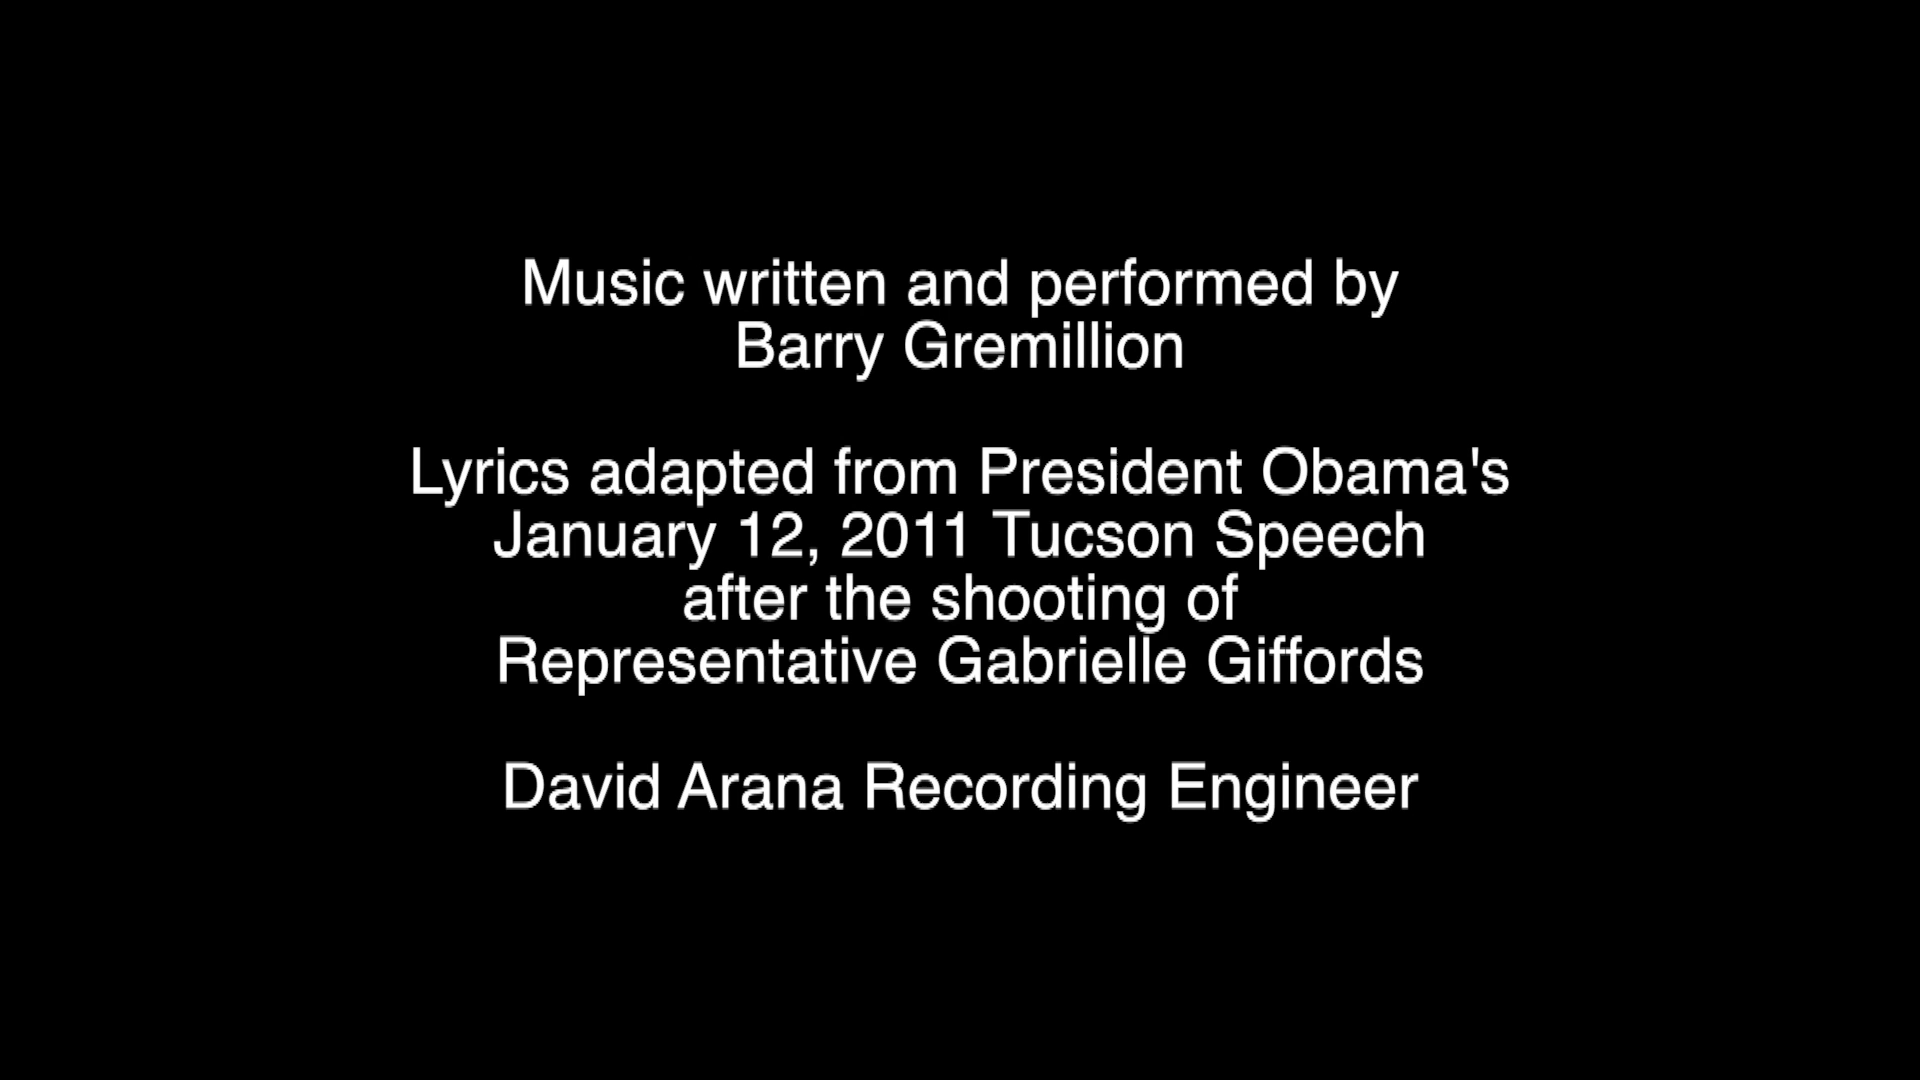 Music written and performed by
Barry Gremillion
Lyrics adapted from President Obama's
January 12, 2011 Tucson Speech
after the shooting of
Representative Gabrielle Giffords
David Arana Recording Engineer